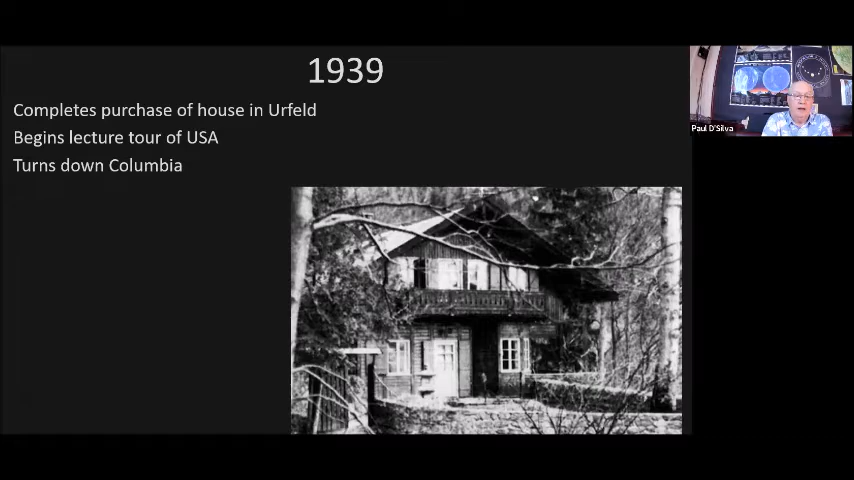 1939
Completes purchase of house in Urfeld
Begins lecture tour of USA
Turns down Columbia
Paul D'Silva